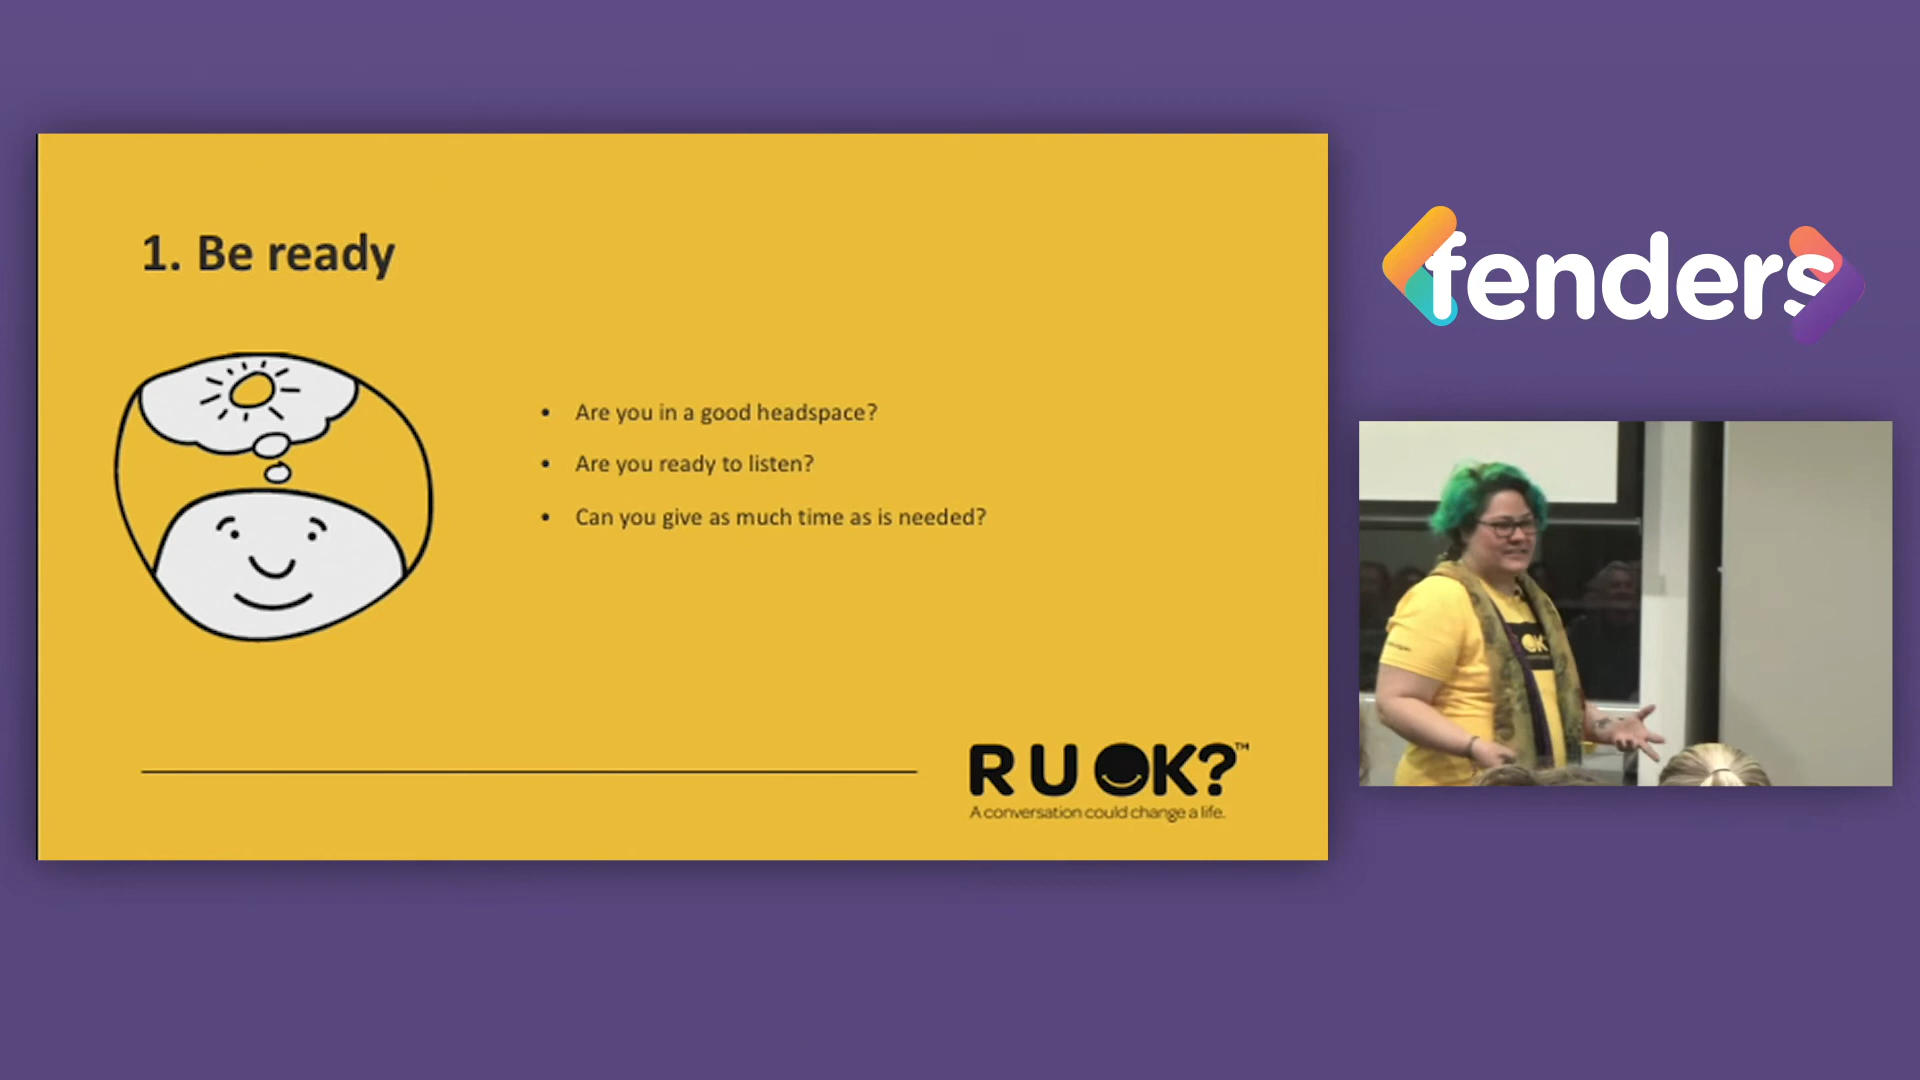 1. Be ready
• Are you in a good headspace?
• Are you ready to listen?
• Can you give as much time as is needed?
R U OK?™
A conversation could change a life.
fenders
OK